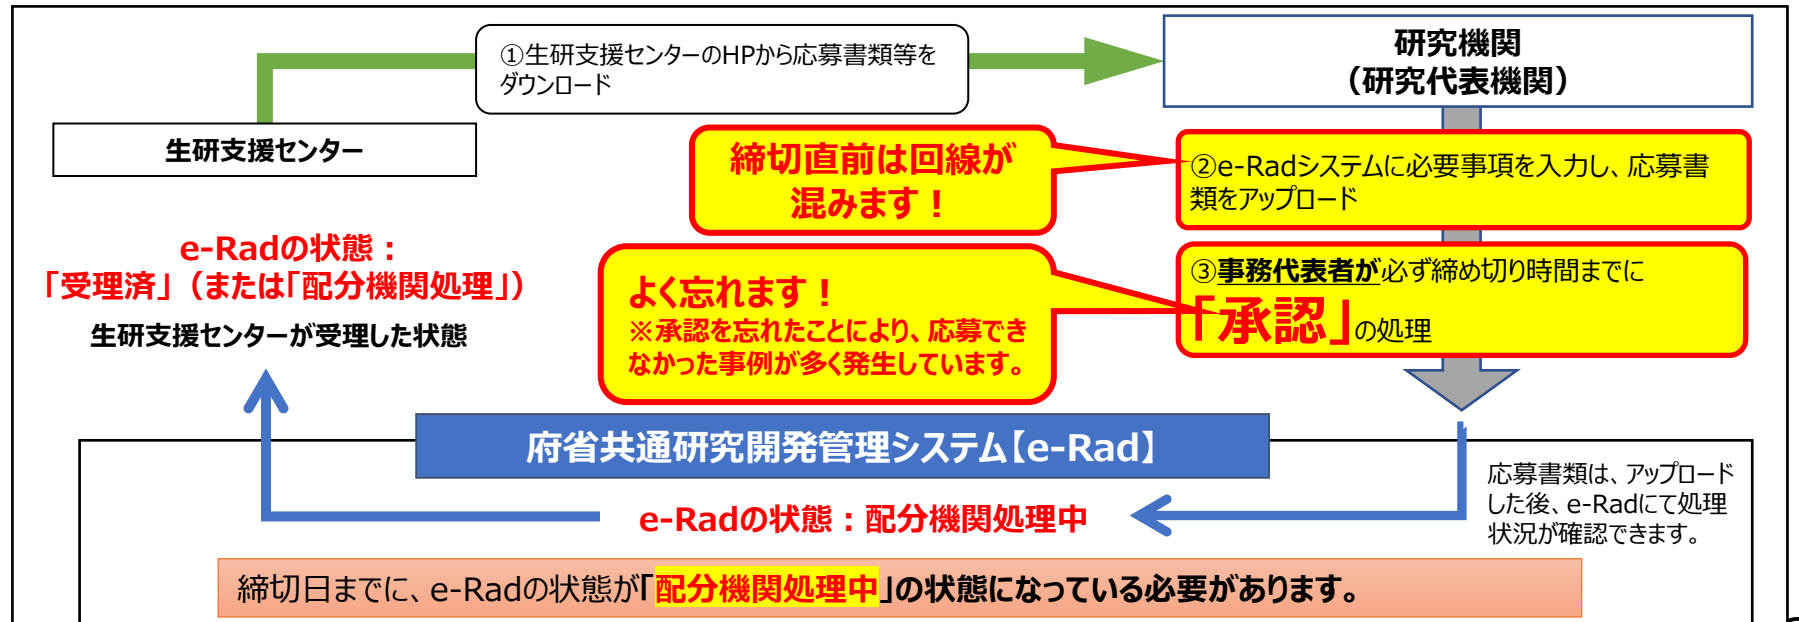 ①生研支援センターのHPから応募書類等を
ダウンロード
研究機関
（研究代表機関）
生研支援センター
締切直前は回線が
混みます！
②e-Radシステムに必要事項を入力し、応募書
類をアップロード
e-Radの状態：
「受理済」（または「配分機関処理」）
生研支援センターが受理した状態
よく忘れます！
※承認を忘れたことにより、応募でき
なかった事例が多く発生しています。
③事務代表者が必ず締め切り時間までに
「承認」の処理
府省共通研究開発管理システム【e-Rad】
応募書類は、アップロード
した後、e-Radにて処理
状況が確認できます。
e-Radの状態：配分機関処理中
締切日までに、e-Radの状態が「配分機関処理中」の状態になっている必要があります。